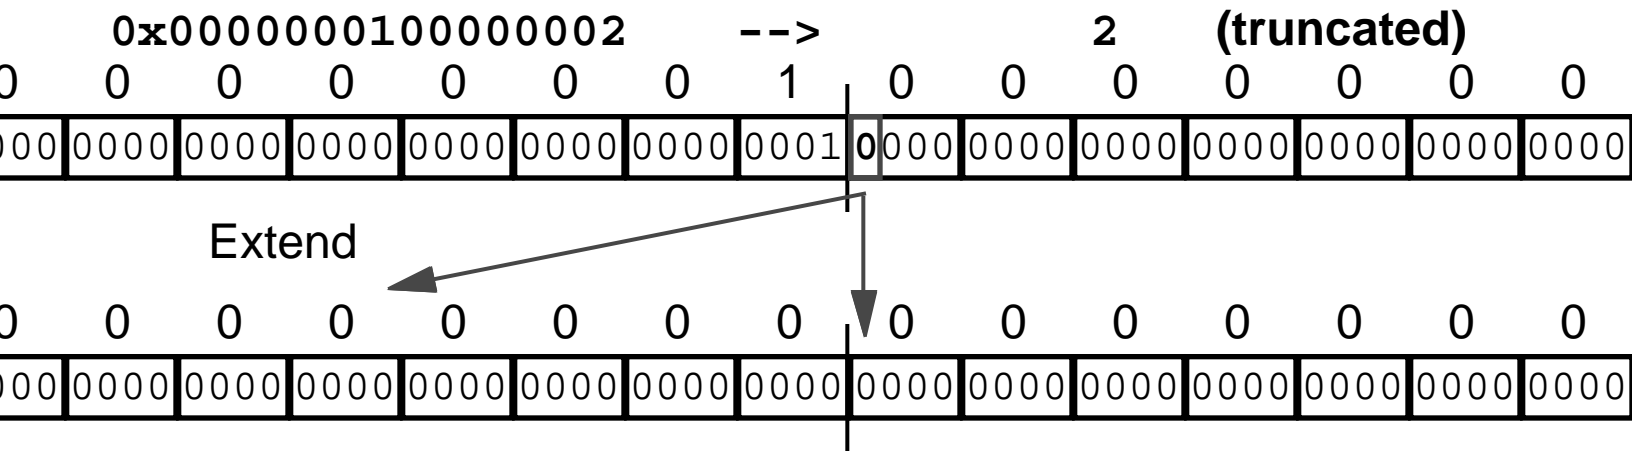 0x0000000100000002 --> 2 (truncated)
0 0 0 0 0 0 0 1 0 0 0 0 0 0 0
000 0000 0000 0000 0000 0000 0000 0001 0000 0000 0000 0000 0000 0000 0000
Extend
0 0 0 0 0 0 0 0 0 0 0 0 0 0 0
000 0000 0000 0000 0000 0000 0000 0000 0000 0000 0000 0000 0000 0000 0000